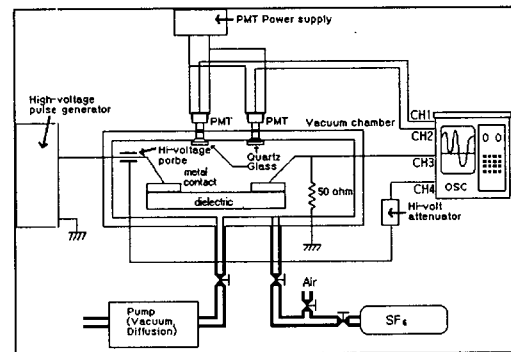 PMT Power supply
High-voltage
pulse generator
PMT
PMT
Vacuum chamber
CH1
CH2
CH3
CH4
OSC
Hi-voltage
porbe
Quartz
Glass
metal
contact
dielectric
50 ohm
Hi-volt
attenuator
Air
Pump
(Vacuum,
Diffusion)
SF6